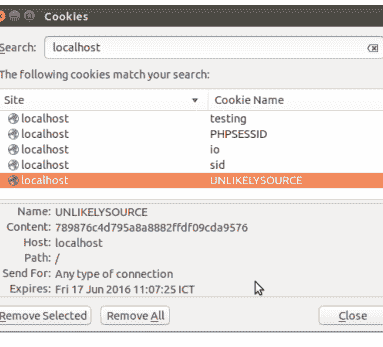 Cookies
Search: localhost
The following cookies match your search:
Site Cookie Name
localhost testing
localhost PHPSESSID
localhost io
localhost sid
localhost UNLIKELYSOURCE
Name: UNLIKELYSOURCE
Content: 789876c4d795a8a8882ffdf09cda9576
Host: localhost
Path: /
Send For: Any type of connection
Expires: Fri 17 Jun 2016 11:07:25 ICT
Remove Selected Remove All Close